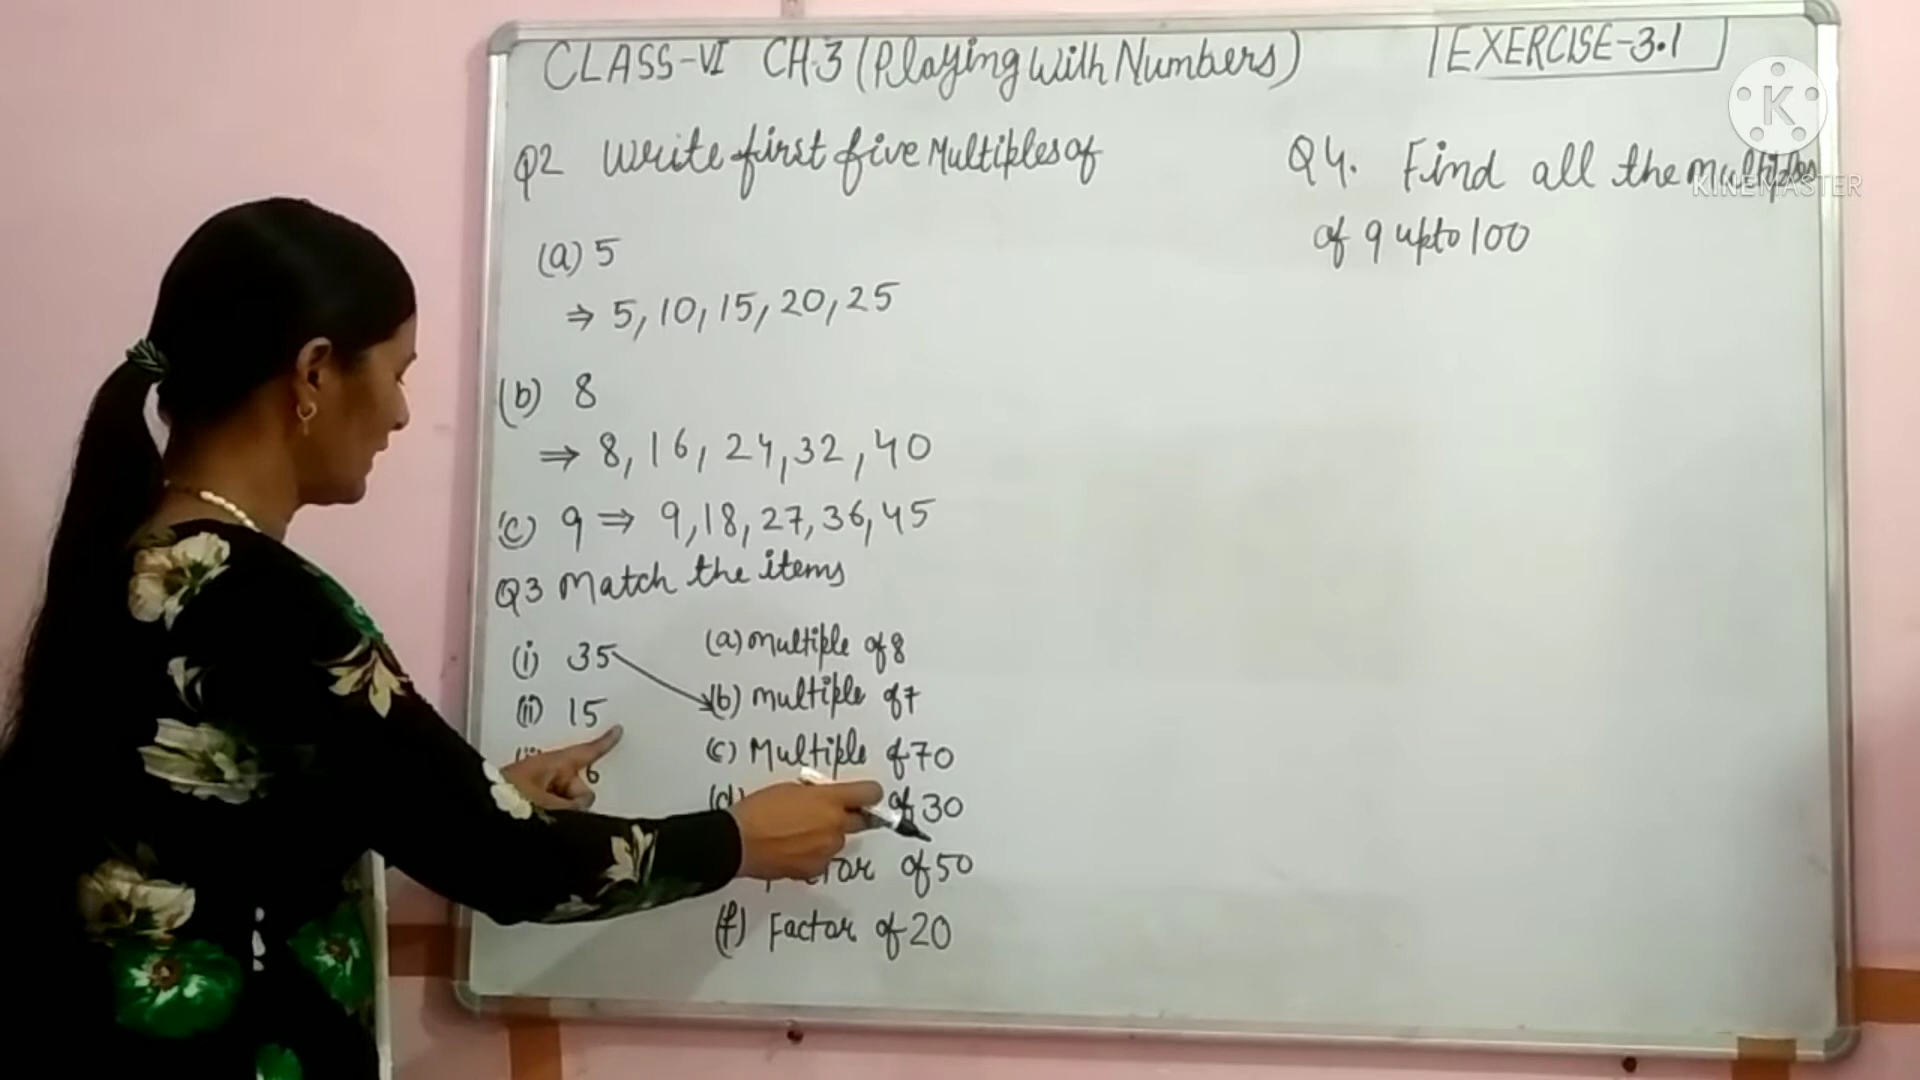 CLASS-VI CH.3 (Playing With Numbers)
EXERCISE-3.1
K
KINEMASTER
Q2 Write first five Multiples of
(a) 5
⇒ 5, 10, 15, 20, 25
(b) 8
⇒ 8, 16, 24, 32, 40
(c) 9 ⇒ 9, 18, 27, 36, 45
Q3 Match the items
(i) 35 (a) multiple of 8
(ii) 15 (b) multiple of 7
6 (c) Multiple of 70
(d) of 30
of 50
(f) Factor of 20
Q4. Find all the multiples
of 9 upto 100